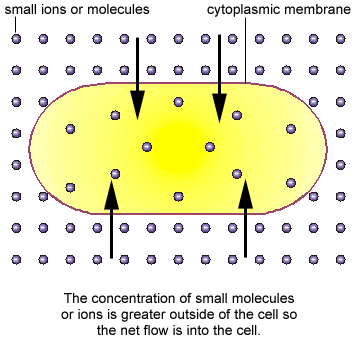 small ions or molecules
cytoplasmic membrane
The concentration of small molecules
or ions is greater outside of the cell so
the net flow is into the cell.